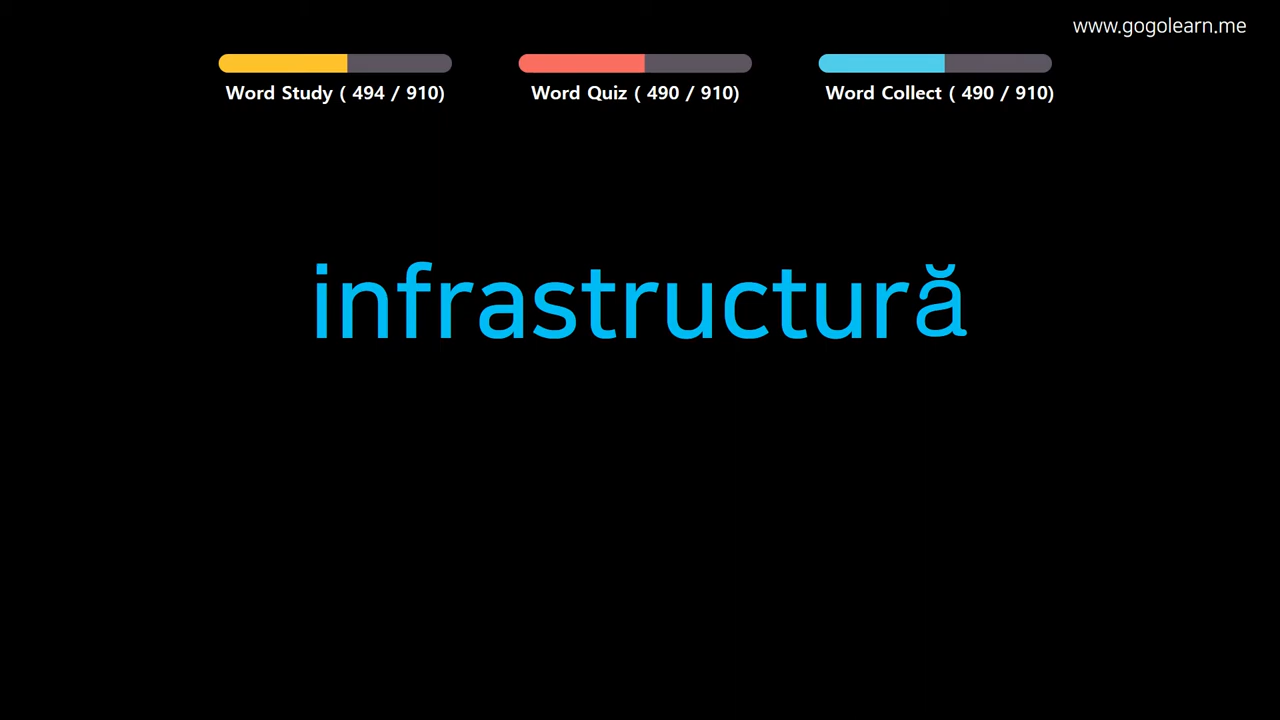 www.gogolearn.me
Word Study ( 494 / 910)
Word Quiz ( 490 / 910)
Word Collect ( 490 / 910)
infrastructură